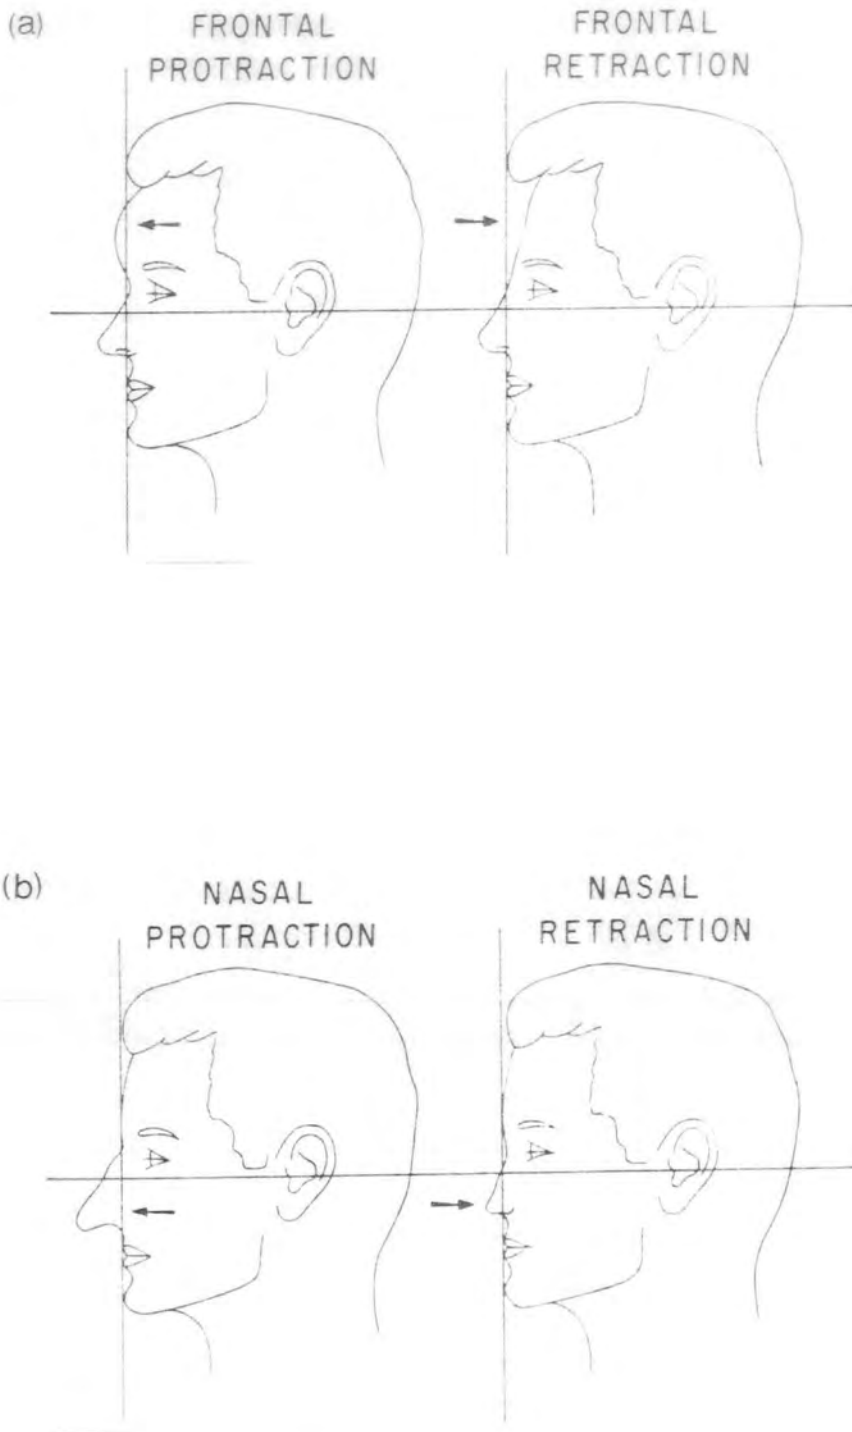 (a)
FRONTAL
PROTRACTION
FRONTAL
RETRACTION
(b)
NASAL
PROTRACTION
NASAL
RETRACTION